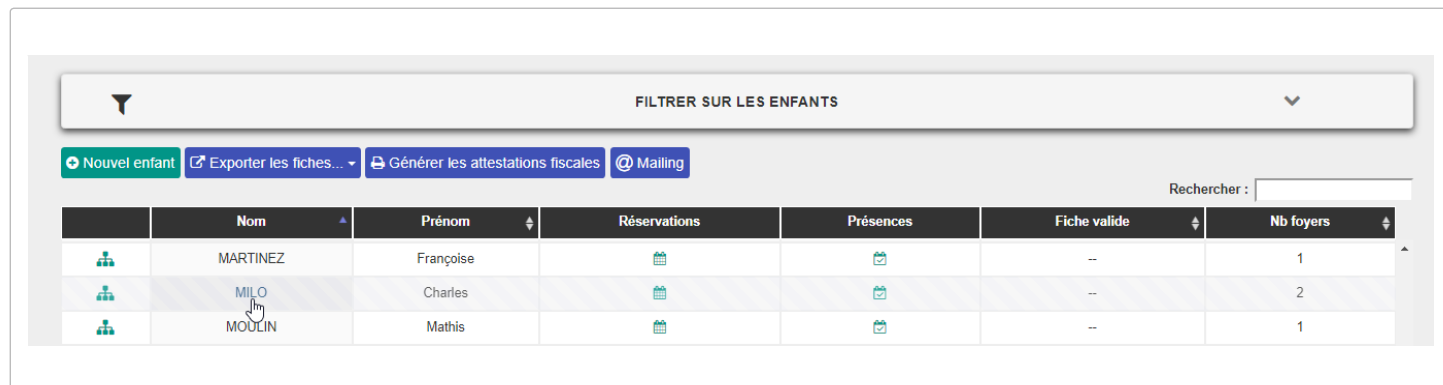 FILTRER SUR LES ENFANTS
Nouvel enfant Exporter les fiches... Générer les attestations fiscales @ Mailing
Rechercher :
Nom Prénom Réservations Présences Fiche valide Nb foyers
MARTINEZ Françoise -- 1
MILO Charles -- 2
MOULIN Mathis -- 1